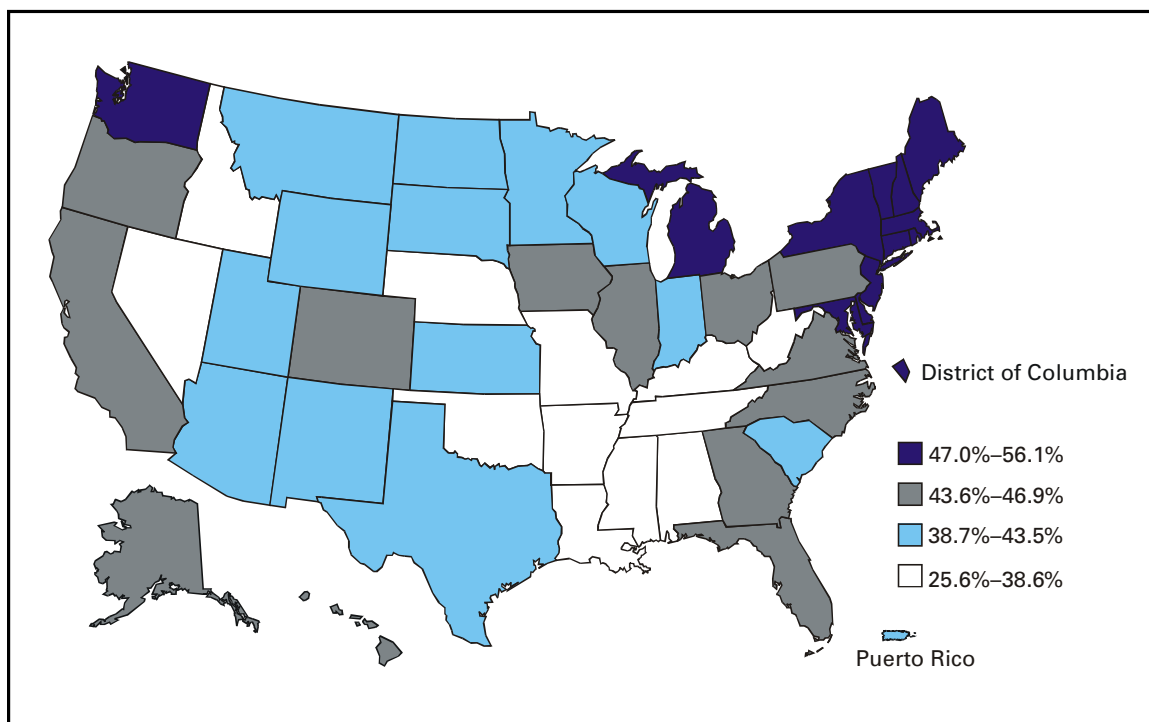 District of Columbia
47.0%–56.1%
43.6%–46.9%
38.7%–43.5%
25.6%–38.6%
Puerto Rico